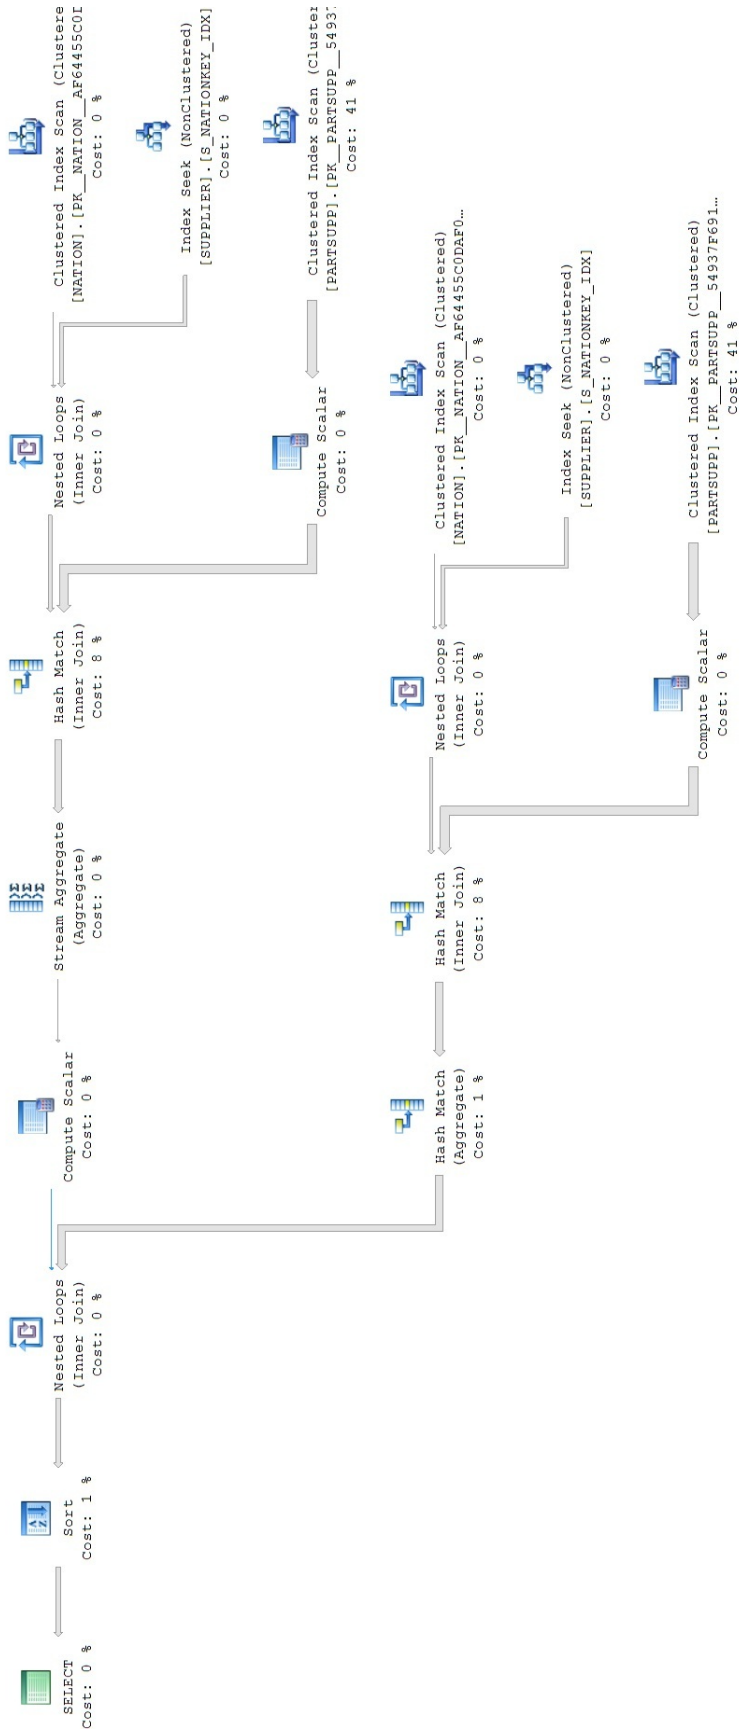 SELECT
Cost: 0 %
Sort
Cost: 1 %
Nested Loops
(Inner Join)
Cost: 0 %
Compute Scalar
Cost: 0 %
Stream Aggregate
(Aggregate)
Cost: 0 %
Hash Match
(Inner Join)
Cost: 8 %
Nested Loops
(Inner Join)
Cost: 0 %
Clustered Index Scan (Clustere
[NATION].[PK__NATION__AF64455C0D
Cost: 0 %
Index Seek (NonClustered)
[SUPPLIER].[S_NATIONKEY_IDX]
Cost: 0 %
Compute Scalar
Cost: 0 %
Clustered Index Scan (Cluster
[PARTSUPP].[PK__PARTSUPP__5493
Cost: 41 %
Hash Match
(Aggregate)
Cost: 1 %
Hash Match
(Inner Join)
Cost: 8 %
Nested Loops
(Inner Join)
Cost: 0 %
Clustered Index Scan (Clustered)
[NATION].[PK__NATION__AF64455C0DAF0…
Cost: 0 %
Index Seek (NonClustered)
[SUPPLIER].[S_NATIONKEY_IDX]
Cost: 0 %
Compute Scalar
Cost: 0 %
Clustered Index Scan (Clustered)
[PARTSUPP].[PK__PARTSUPP__54937F691…
Cost: 41 %